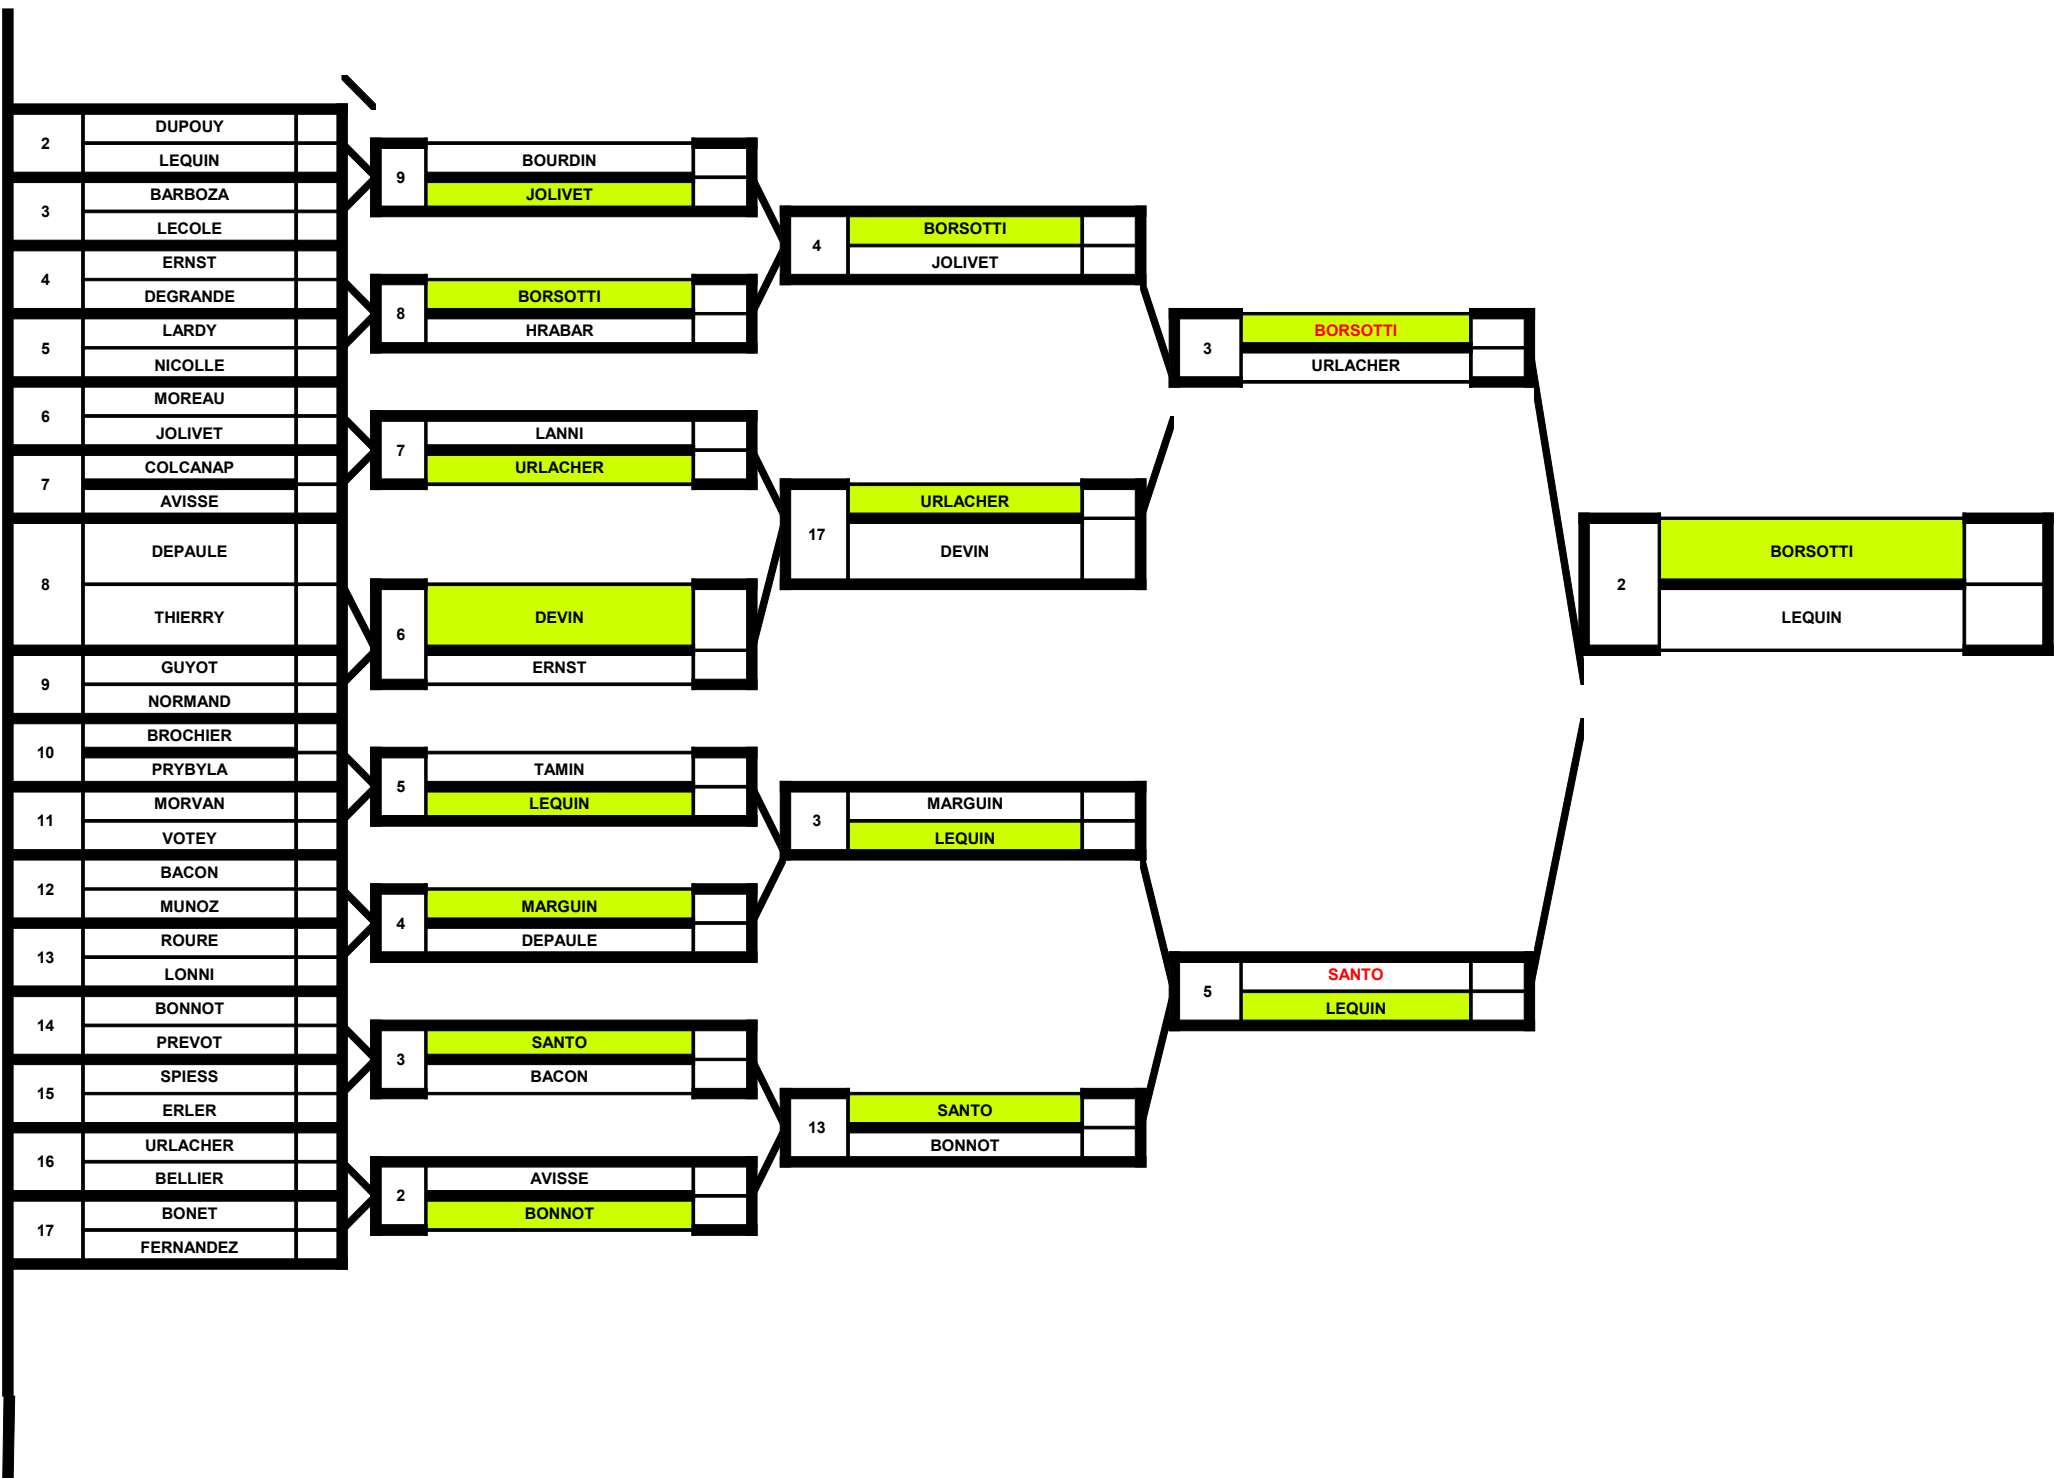 2
DUPOUY
LEQUIN
3
BARBOZA
LECOLE
4
ERNST
DEGRANDE
5
LARDY
NICOLLE
6
MOREAU
JOLIVET
7
COLCANAP
AVISSE
8
DEPAULE
THIERRY
9
GUYOT
NORMAND
10
BROCHIER
PRYBYLA
11
MORVAN
VOTEY
12
BACON
MUNOZ
13
ROURE
LONNI
14
BONNOT
PREVOT
15
SPIESS
ERLER
16
URLACHER
BELLIER
17
BONET
FERNANDEZ
9
BOURDIN
JOLIVET
8
BORSOTTI
HRABAR
7
LANNI
URLACHER
6
DEVIN
ERNST
5
TAMIN
LEQUIN
4
MARGUIN
DEPAULE
3
SANTO
BACON
2
AVISSE
BONNOT
4
BORSOTTI
JOLIVET
17
URLACHER
DEVIN
3
MARGUIN
LEQUIN
13
SANTO
BONNOT
3
BORSOTTI
URLACHER
5
SANTO
LEQUIN
2
BORSOTTI
LEQUIN